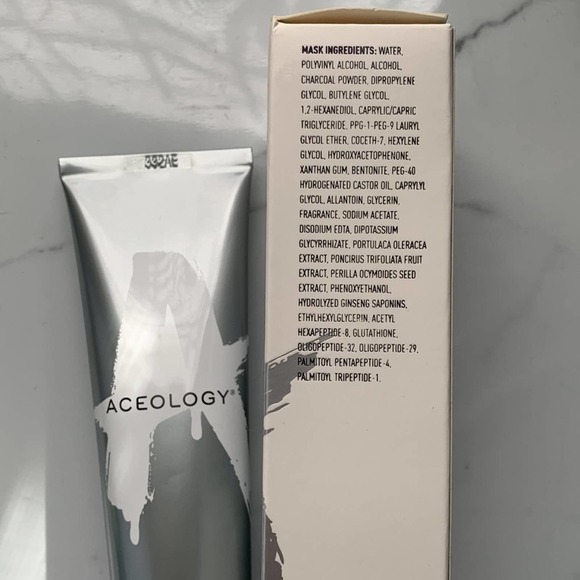 MASK INGREDIENTS: WATER,
POLYVINYL ALCOHOL, ALCOHOL,
CHARCOAL POWDER, DIPROPYLENE
GLYCOL, BUTYLENE GLYCOL,
1,2-HEXANEDIOL, CAPRYLIC/CAPRIC
TRIGLYCERIDE, PPG-1-PEG-9 LAURYL
GLYCOL ETHER, COCETH-7, HEXYLENE
GLYCOL, HYDROXYACETOPHENONE,
XANTHAN GUM, BENTONITE, PEG-40
HYDROGENATED CASTOR OIL, CAPRYLYL
GLYCOL, ALLANTOIN, GLYCERIN,
FRAGRANCE, SODIUM ACETATE,
DISODIUM EDTA, DIPOTASSIUM
GLYCYRRHIZATE, PORTULACA OLERACEA
EXTRACT, PONCIRUS TRIFOLIATA FRUIT
EXTRACT, PERILLA OCYMOIDES SEED
EXTRACT, PHENOXYETHANOL,
HYDROLYZED GINSENG SAPONINS,
ETHYLHEXYLGLYCERIN, ACETYL
HEXAPEPTIDE-8, GLUTATHIONE,
OLIGOPEPTIDE-32, OLIGOPEPTIDE-29,
PALMITOYL PENTAPEPTIDE-4,
PALMITOYL TRIPEPTIDE-1.
ACEOLOGY®